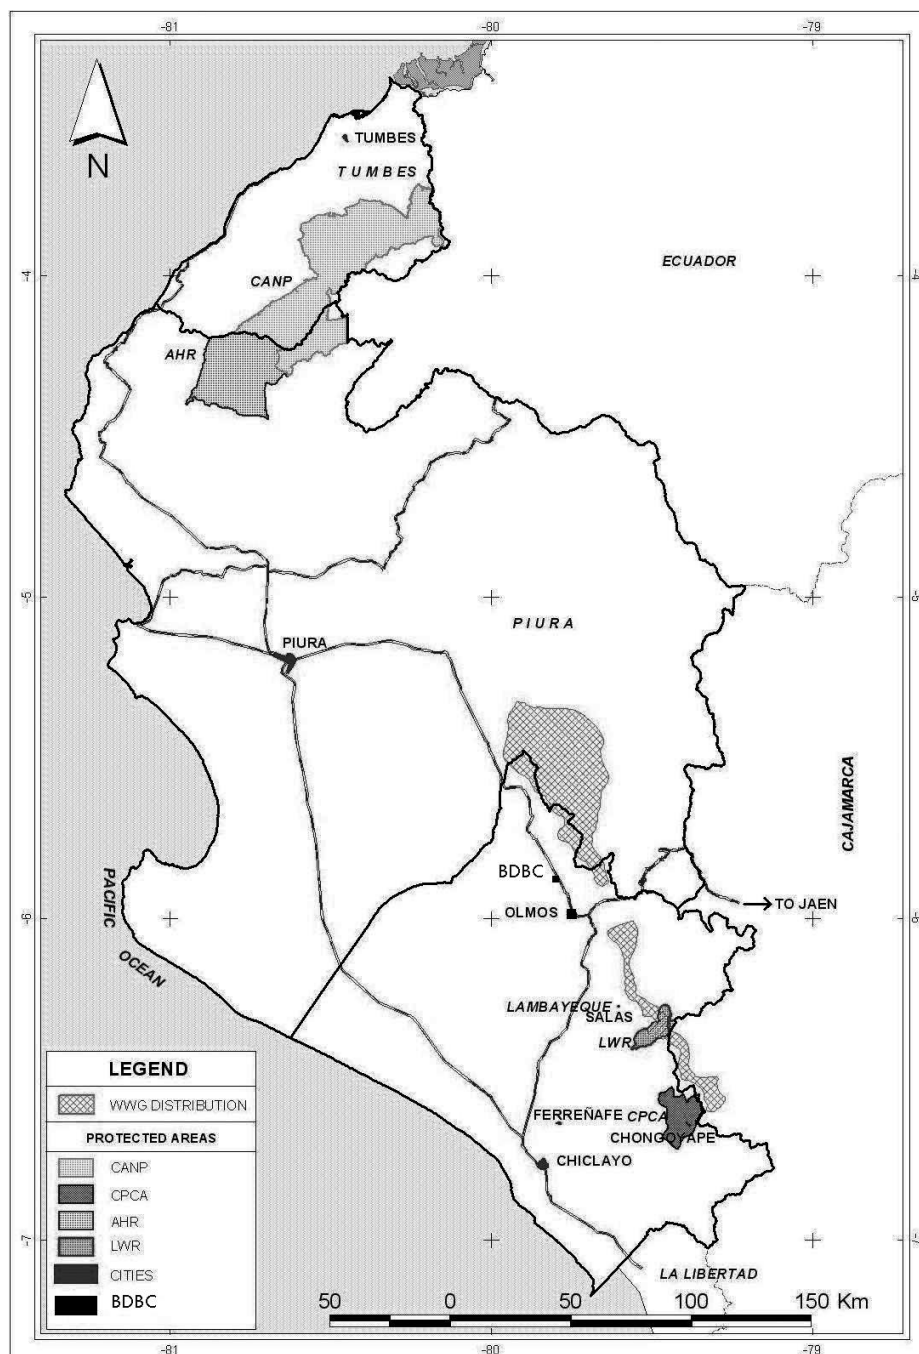 -81
-80
-79
N
TUMBES
TUMBES
-4
ECUADOR
-4
CANP
AHR
-5
PIURA
PIURA
CAJAMARCA
BDBC
PACIFIC
OCEAN
TO JAEN
OLMOS
-6
LAMBAYEQUE
SALAS
LWR
FERREÑAFE
CPCA
CHONGOYAPE
CHICLAYO
LEGEND
WWG DISTRIBUTION
PROTECTED AREAS
CANP
CPCA
AHR
LWR
CITIES
BDBC
-7
LA LIBERTAD
50 0 50 100 150 Km
-81
-80
-79